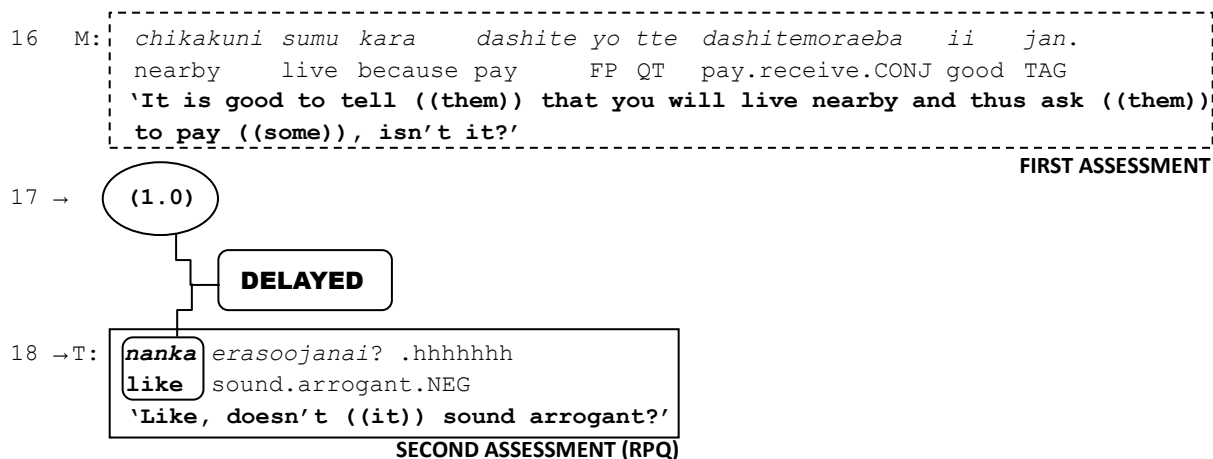 16 M: chikakuni sumu kara dashite yo tte dashitemoraeba ii jan.
nearby live because pay FP QT pay.receive.CONJ good TAG
‘It is good to tell ((them)) that you will live nearby and thus ask ((them))
to pay ((some)), isn’t it?’
FIRST ASSESSMENT
17 → (1.0)
DELAYED
18 →T: nanka erasoojanai? .hhhhhhh
like sound.arrogant.NEG
‘Like, doesn’t ((it)) sound arrogant?’
SECOND ASSESSMENT (RPQ)